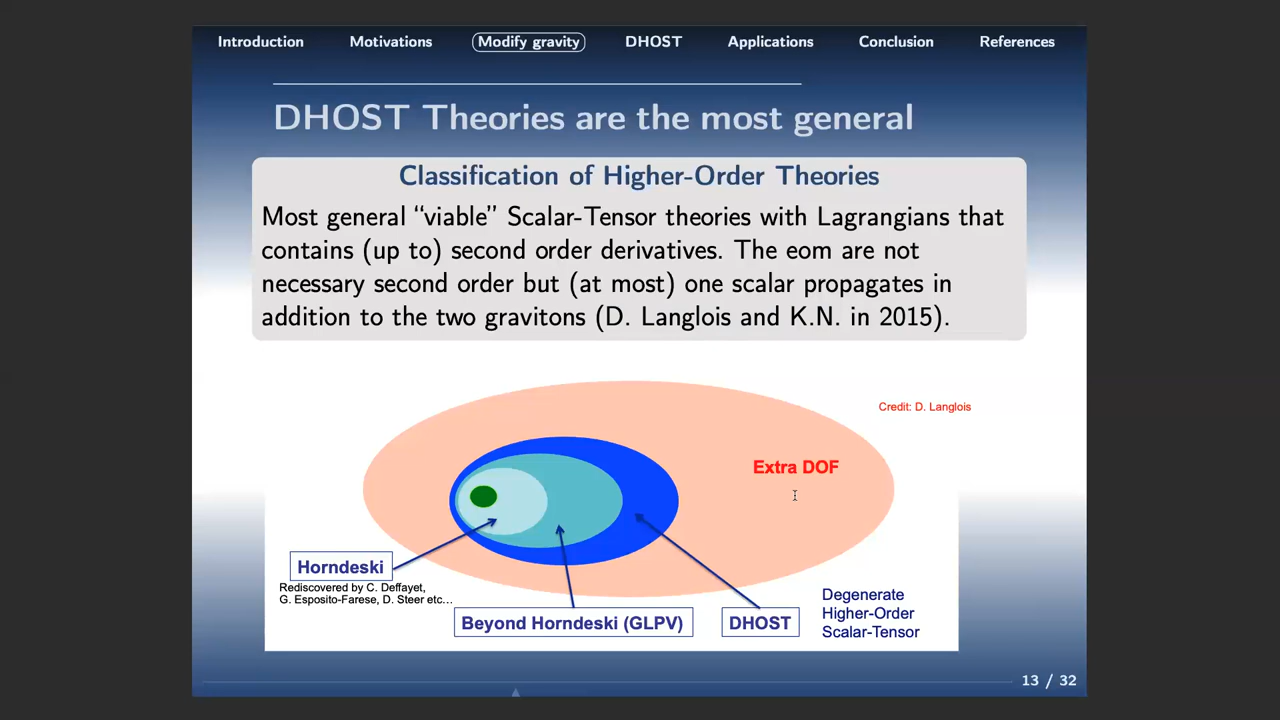 Introduction Motivations Modify gravity DHOST Applications Conclusion References
DHOST Theories are the most general
Classification of Higher-Order Theories
Most general “viable” Scalar-Tensor theories with Lagrangians that
contains (up to) second order derivatives. The eom are not
necessary second order but (at most) one scalar propagates in
addition to the two gravitons (D. Langlois and K.N. in 2015).
Credit: D. Langlois
Extra DOF
Horndeski
Rediscovered by C. Deffayet,
G. Esposito-Farese, D. Steer etc...
Beyond Horndeski (GLPV)
DHOST
Degenerate
Higher-Order
Scalar-Tensor
13 / 32